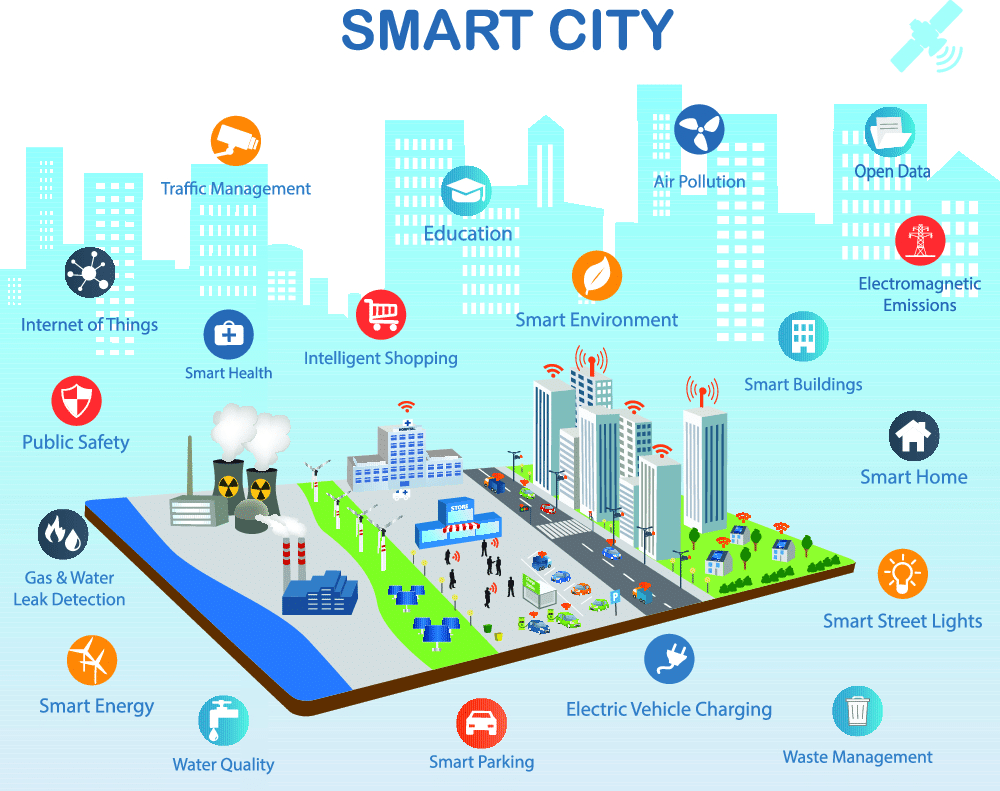 SMART CITY
Traffic Management
Education
Air Pollution
Open Data
Internet of Things
Smart Health
Intelligent Shopping
Smart Environment
Electromagnetic
Emissions
Smart Buildings
Public Safety
Smart Home
HOSPITAL
STORE
P
Gas & Water
Leak Detection
Smart Street Lights
Smart Energy
Electric Vehicle Charging
Water Quality
Smart Parking
Waste Management